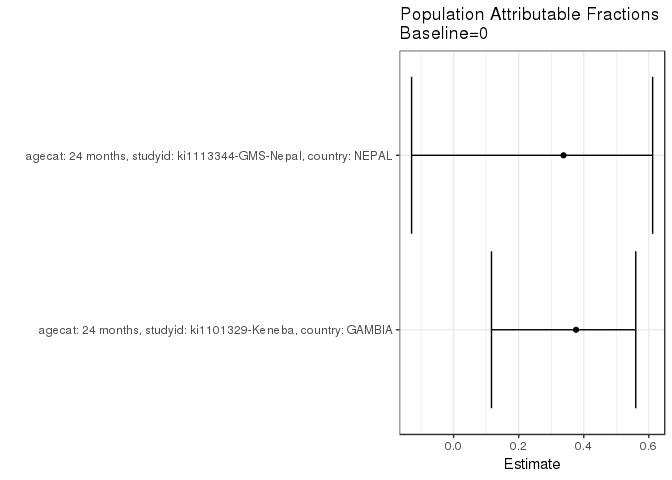 Population Attributable Fractions
Baseline=0
agecat: 24 months, studyid: ki1113344-GMS-Nepal, country: NEPAL
agecat: 24 months, studyid: ki1101329-Keneba, country: GAMBIA
0.0 0.2 0.4 0.6
Estimate